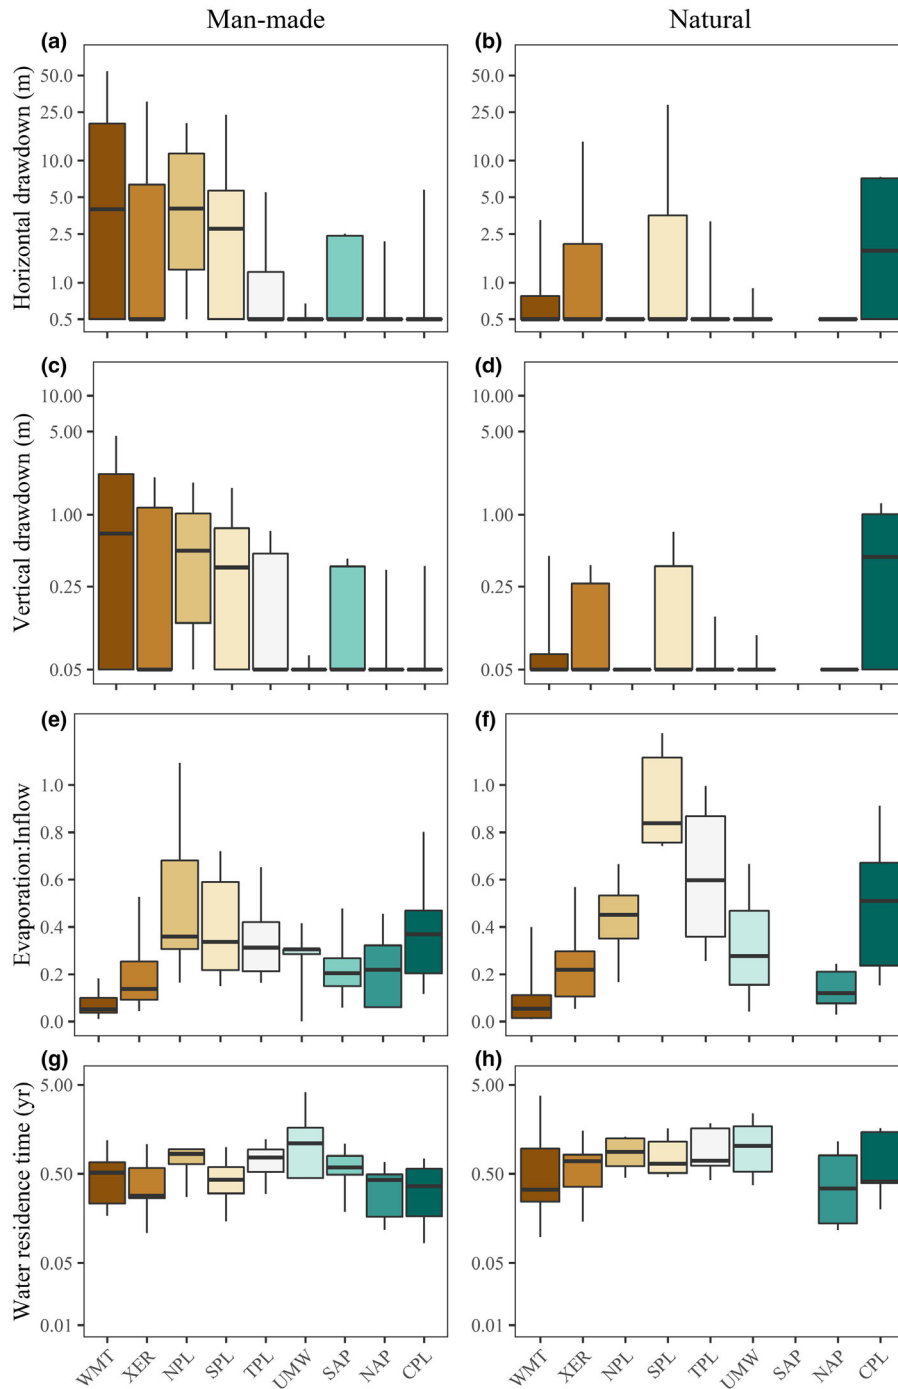 Man-made
Natural
(a)
(b)
Horizontal drawdown (m)
50.0
25.0
10.0
5.0
2.5
1.0
0.5
50.0
25.0
10.0
5.0
2.5
1.0
0.5
(c)
(d)
Vertical drawdown (m)
10.00
5.00
1.00
0.25
0.05
10.00
5.00
1.00
0.25
0.05
(e)
(f)
Evaporation:Inflow
1.0
0.8
0.6
0.4
0.2
0.0
1.0
0.8
0.6
0.4
0.2
0.0
(g)
(h)
Water residence time (yr)
5.00
0.50
0.05
0.01
5.00
0.50
0.05
0.01
WMT XER NPL SPL TPL UMW SAP NAP CPL
WMT XER NPL SPL TPL UMW SAP NAP CPL